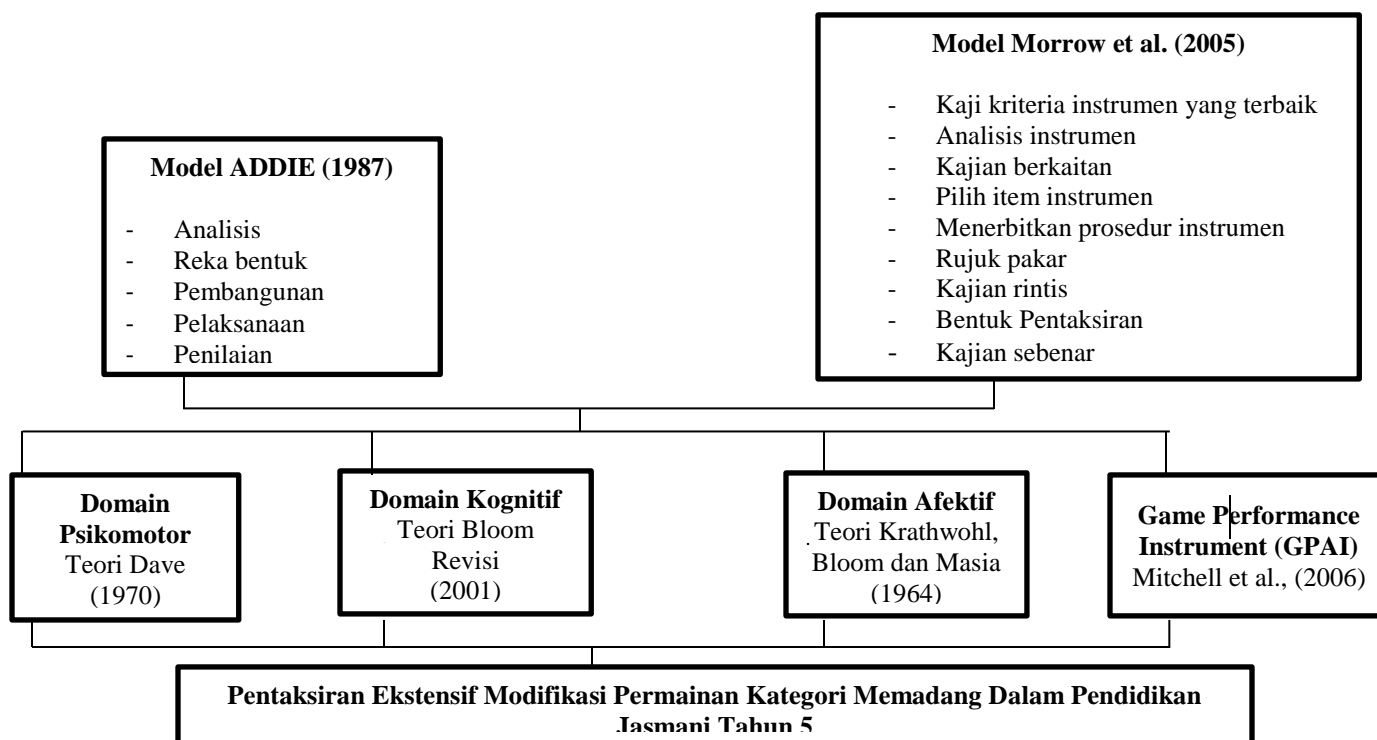 Model ADDIE (1987)
- Analisis
- Reka bentuk
- Pembangunan
- Pelaksanaan
- Penilaian
Model Morrow et al. (2005)
- Kaji kriteria instrumen yang terbaik
- Analisis instrumen
- Kajian berkaitan
- Pilih item instrumen
- Menerbitkan prosedur instrumen
- Rujuk pakar
- Kajian rintis
- Bentuk Pentaksiran
- Kajian sebenar
Domain
Psikomotor
Teori Dave
(1970)
Domain Kognitif
Teori Bloom
Revisi
(2001)
Domain Afektif
Teori Krathwohl,
Bloom dan Masia
(1964)
Game Performance
Instrument (GPAI)
Mitchell et al., (2006)
Pentaksiran Ekstensif Modifikasi Permainan Kategori Memadang Dalam Pendidikan
Jasmani Tahun 5